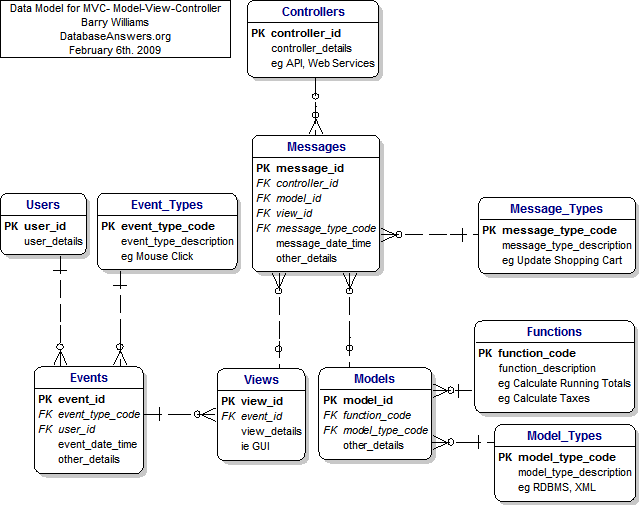 Data Model for MVC- Model-View-Controller
Barry Williams
DatabaseAnswers.org
February 6th. 2009
Controllers
PK controller_id
controller_details
eg API, Web Services
Messages
PK message_id
FK controller_id
FK model_id
FK view_id
FK message_type_code
message_date_time
other_details
Users
PK user_id
user_details
Event_Types
PK event_type_code
event_type_description
eg Mouse Click
Message_Types
PK message_type_code
message_type_description
eg Update Shopping Cart
Events
PK event_id
FK event_type_code
FK user_id
event_date_time
other_details
Views
PK view_id
FK event_id
view_details
ie GUI
Models
PK model_id
FK function_code
FK model_type_code
other_details
Functions
PK function_code
function_description
eg Calculate Running Totals
eg Calculate Taxes
Model_Types
PK model_type_code
model_type_description
eg RDBMS, XML